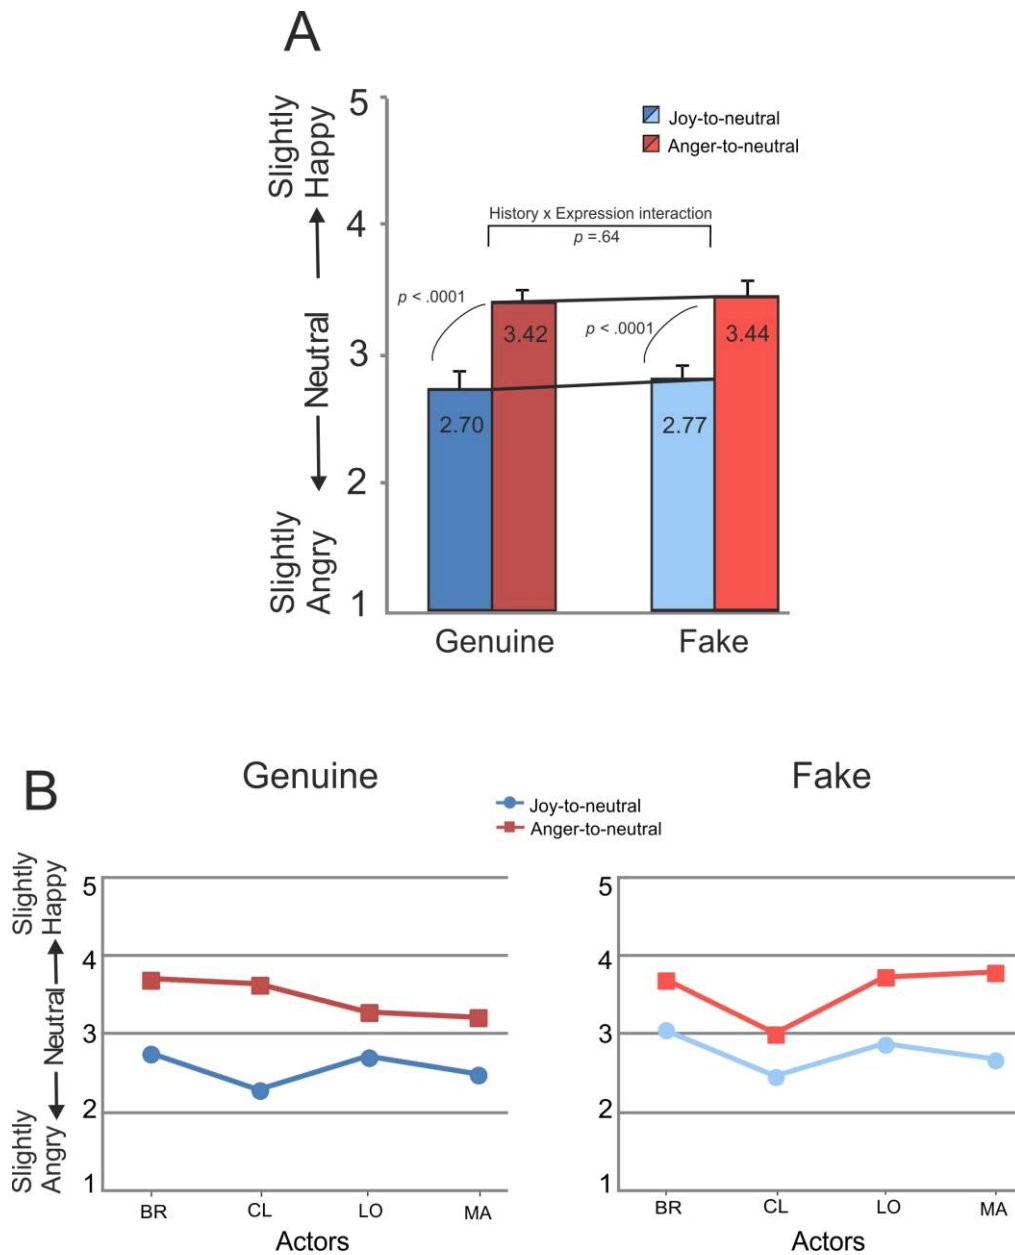 A
5
4
3
2
1
Slightly
Happy
Neutral
Slightly
Angry
Joy-to-neutral
Anger-to-neutral
History x Expression interaction
p =.64
p < .0001
p < .0001
2.70
3.42
2.77
3.44
Genuine
Fake
B
Genuine
Fake
Joy-to-neutral
Anger-to-neutral
Slightly
Happy
Neutral
Slightly
Angry
5
4
3
2
1
BR
CL
LO
MA
Actors
5
4
3
2
1
BR
CL
LO
MA
Actors